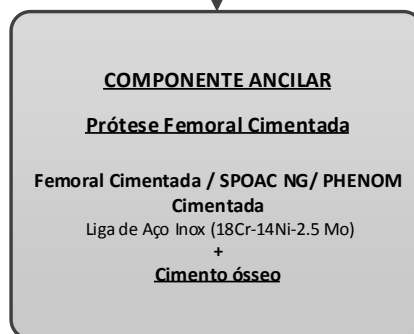 COMPONENTE ANCILAR
Prótese Femoral Cimentada
Femoral Cimentada / SPOAC NG/ PHENOM
Cimentada
Liga de Aço Inox (18Cr-14Ni-2.5 Mo)
+
Cimento ósseo